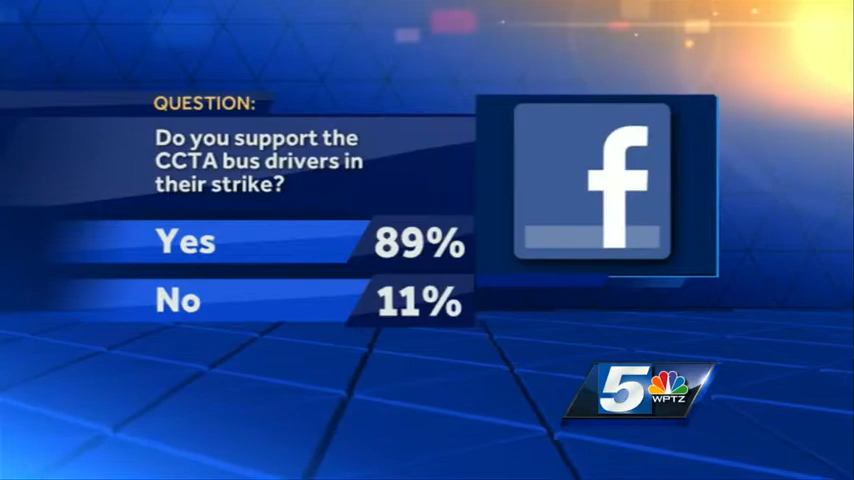 QUESTION:
Do you support the
CCTA bus drivers in
their strike?
Yes 89%
No 11%
f
5
WPTZ